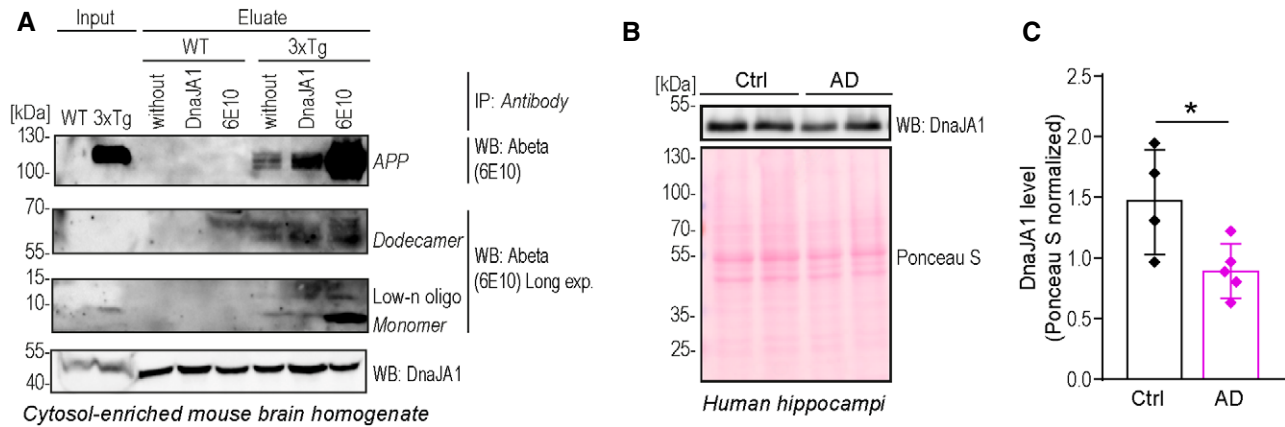 A
Input
Eluate
WT
3xTg
[kDa]
WT 3xTg
without
DnaJA1
6E10
without
DnaJA1
6E10
IP: Antibody
130-
100-
APP
WB: Abeta
(6E10)
70-
55-
Dodecamer
15-
10-
Low-n oligo
Monomer
WB: Abeta
(6E10) Long exp.
55-
40-
WB: DnaJA1
Cytosol-enriched mouse brain homogenate
B
Ctrl
AD
[kDa]
55-
WB: DnaJA1
130-
100-
70-
55-
35-
25-
Ponceau S
Human hippocampi
C
DnaJA1 level
(Ponceau S normalized)
2.5
2.0
1.5
1.0
0.5
0.0
*
Ctrl
AD